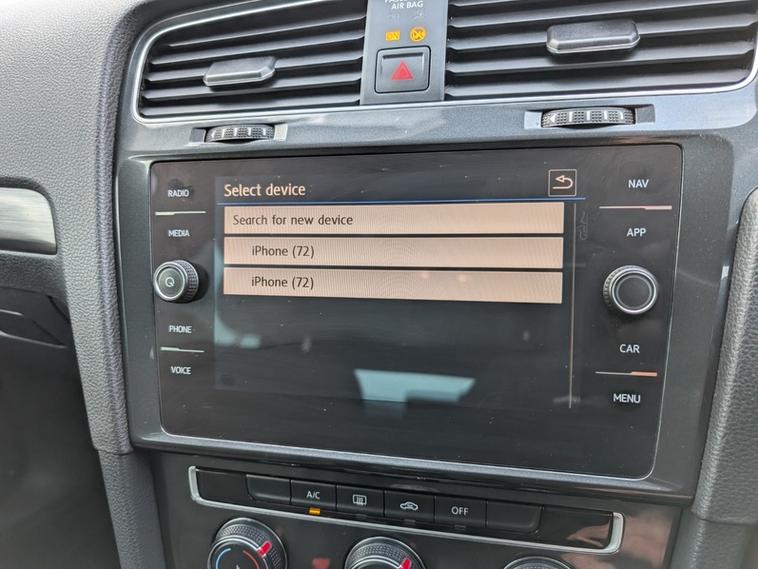 AIR BAG
ON
RADIO
MEDIA
PHONE
VOICE
Select device
Search for new device
iPhone (72)
iPhone (72)
NAV
APP
CAR
MENU
A/C
OFF